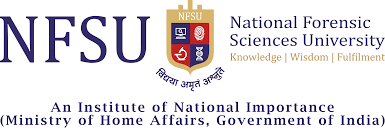 NFSU
NFSU
विद्यया अमृतं अश्नुते
National Forensic
Sciences University
Knowledge | Wisdom | Fulfilment
An Institute of National Importance
(Ministry of Home Affairs, Government of India)